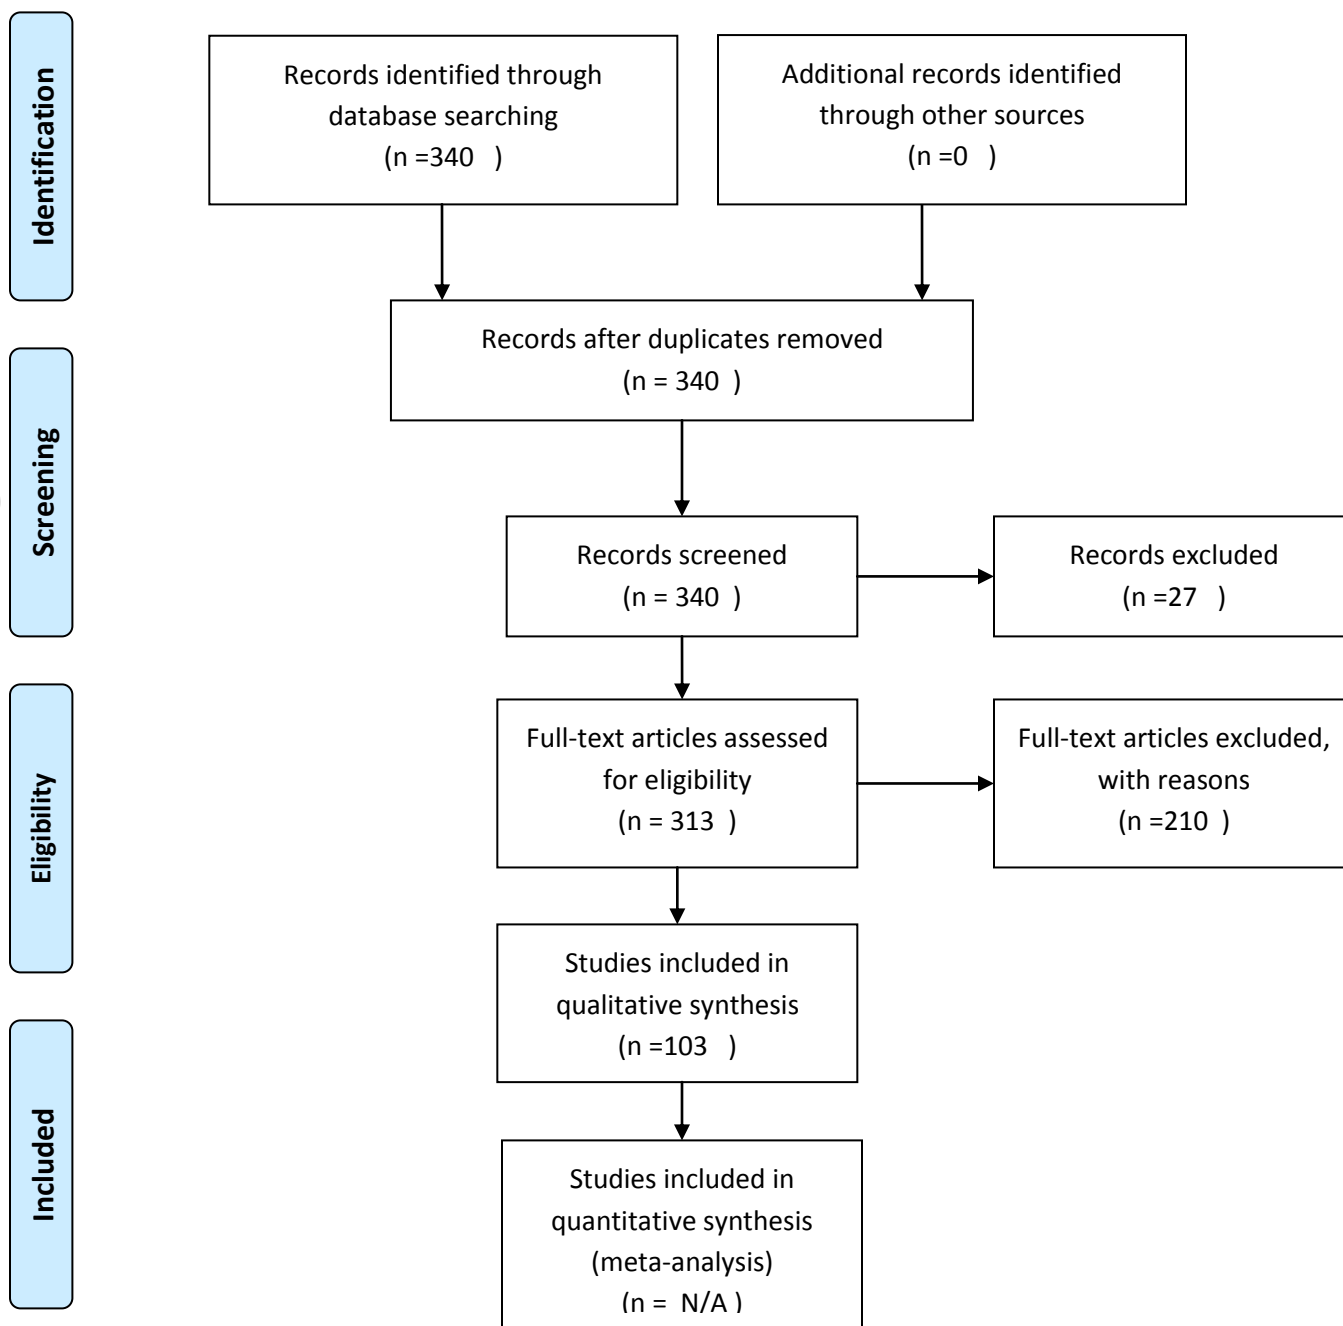 Identification
Records identified through
database searching
(n =340 )
Additional records identified
through other sources
(n =0 )
Records after duplicates removed
(n = 340 )
Screening
Records screened
(n = 340 )
Records excluded
(n =27 )
Eligibility
Full-text articles assessed
for eligibility
(n = 313 )
Full-text articles excluded,
with reasons
(n =210 )
Studies included in
qualitative synthesis
(n =103 )
Included
Studies included in
quantitative synthesis
(meta-analysis)
(n = N/A )